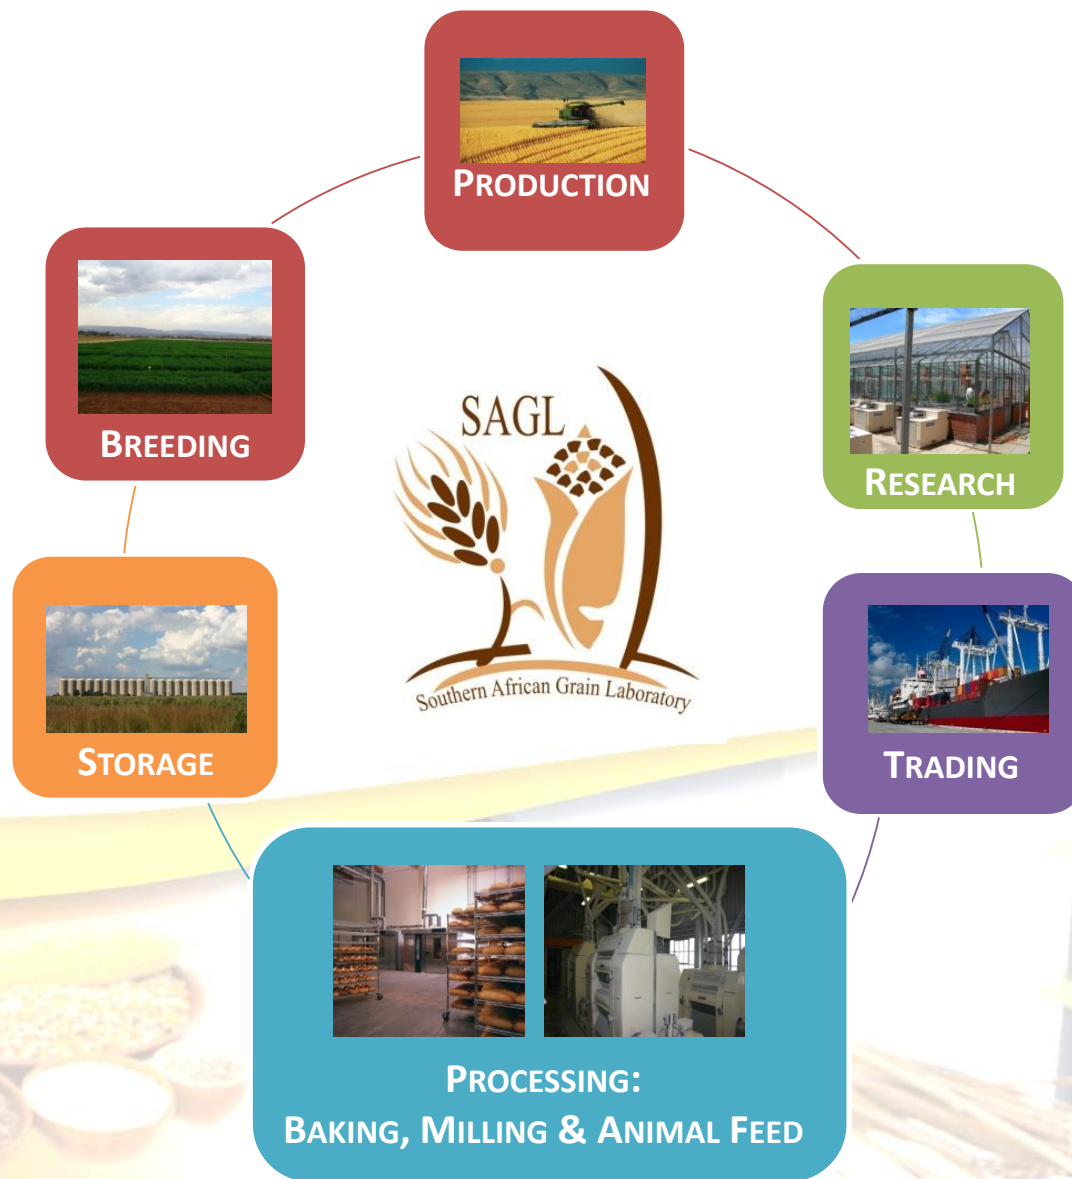 PRODUCTION
BREEDING
RESEARCH
SAGL
Southern African Grain Laboratory
STORAGE
TRADING
PROCESSING:
BAKING, MILLING & ANIMAL FEED